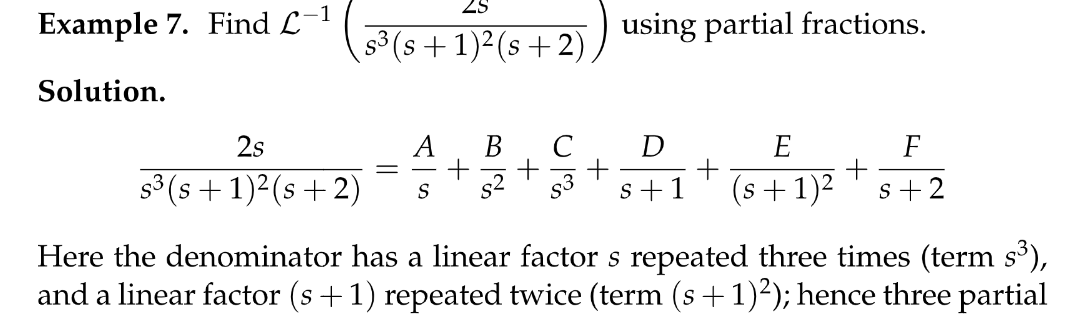 Example 7. Find ℒ⁻¹ ( 2s / s³(s + 1)²(s + 2) ) using partial fractions.
Solution.
2s / s³(s + 1)²(s + 2) = A/s + B/s² + C/s³ + D/(s + 1) + E/(s + 1)² + F/(s + 2)
Here the denominator has a linear factor s repeated three times (term s³),
and a linear factor (s + 1) repeated twice (term (s + 1)²); hence three partial